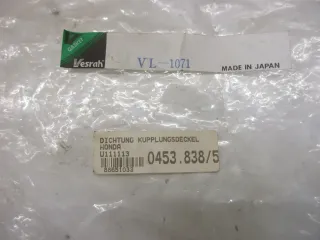 Vesrah
VL-1071
MADE IN JAPAN
DICHTUNG KUPPLUNGSDECKEL
HONDA
U111113
0453.838/5